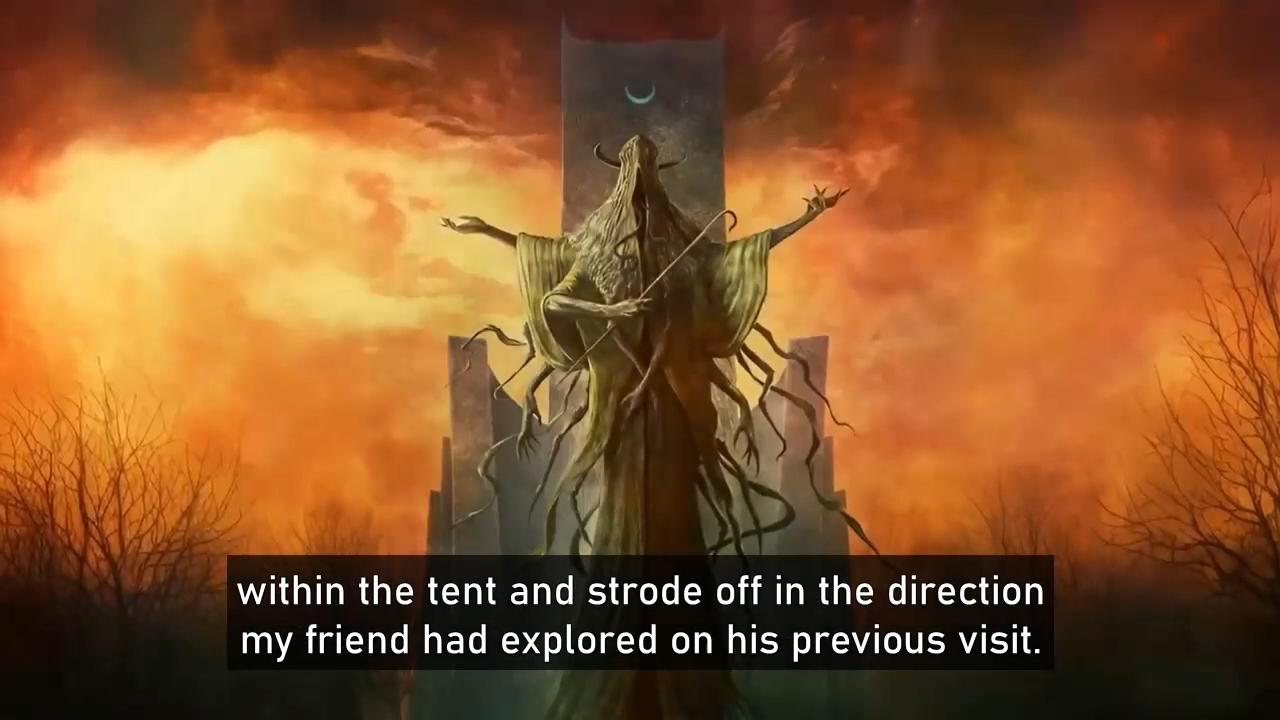 within the tent and strode off in the direction
my friend had explored on his previous visit.